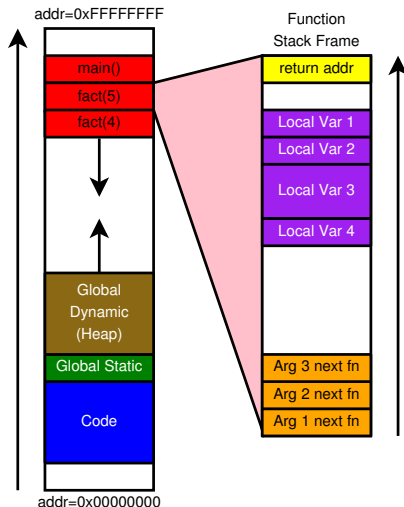 addr=0xFFFFFFFF
main()
fact(5)
fact(4)
Global
Dynamic
(Heap)
Global Static
Code
addr=0x00000000
Function
Stack Frame
return addr
Local Var 1
Local Var 2
Local Var 3
Local Var 4
Arg 3 next fn
Arg 2 next fn
Arg 1 next fn